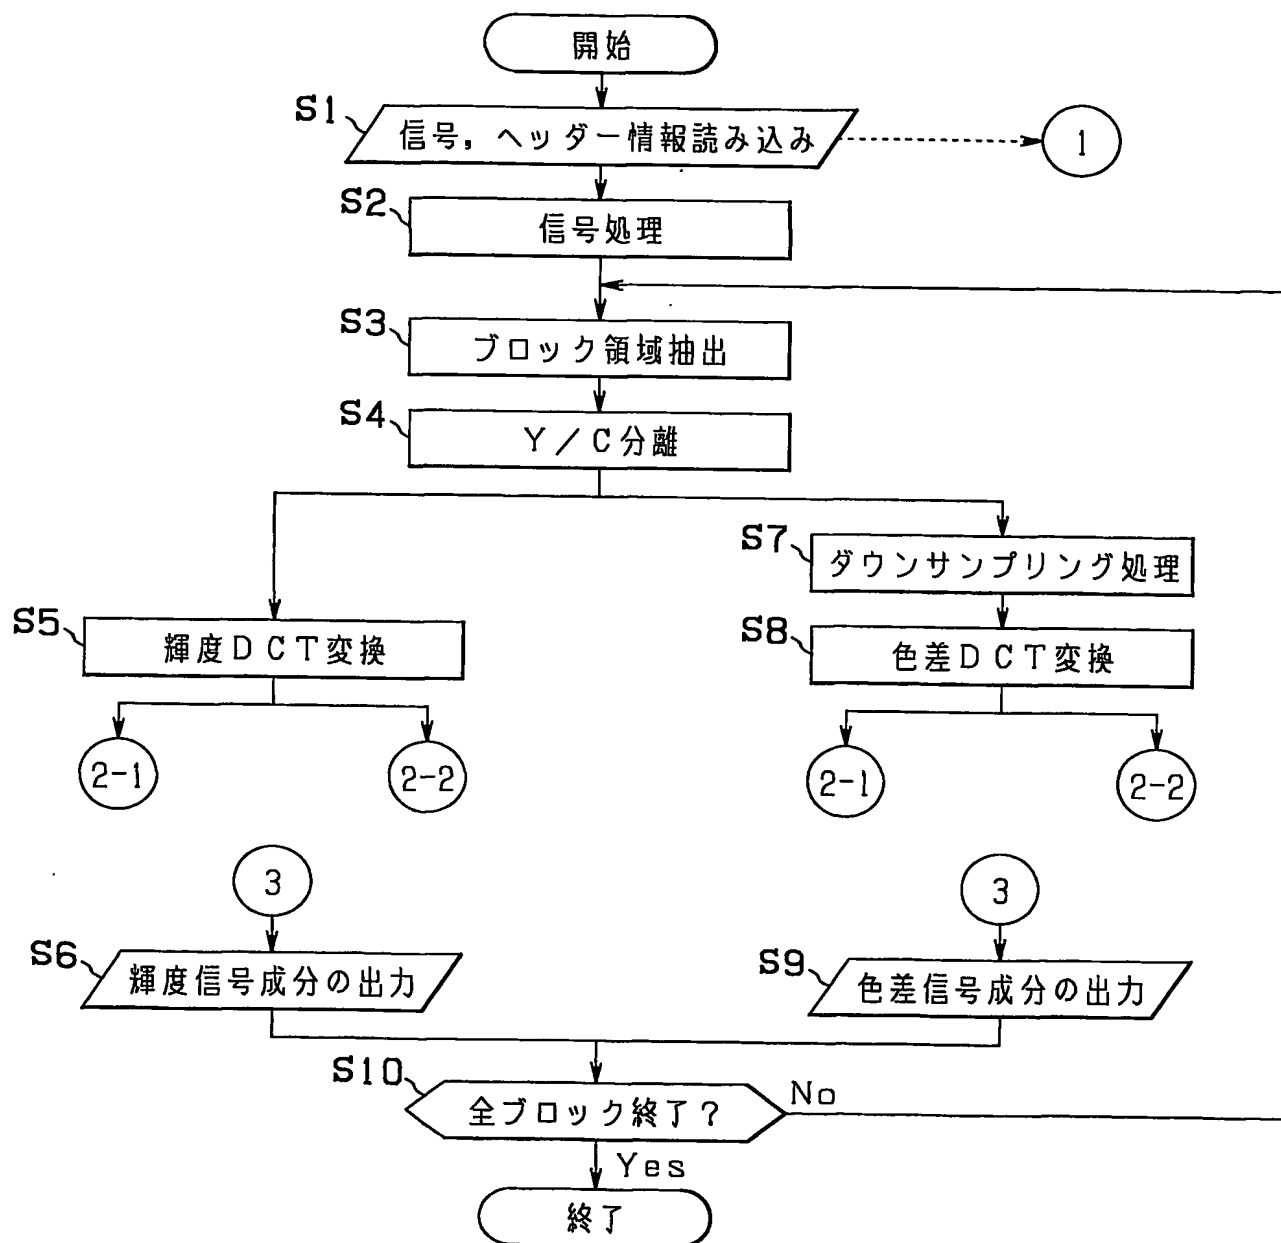 開始
S1
信号，ヘッダー情報読み込み
1
S2
信号処理
S3
ブロック領域抽出
S4
Y／C分離
S7
ダウンサンプリング処理
S5
輝度DCT変換
S8
色差DCT変換
2-1
2-2
2-1
2-2
3
3
S6
輝度信号成分の出力
S9
色差信号成分の出力
S10
全ブロック終了？
No
Yes
終了